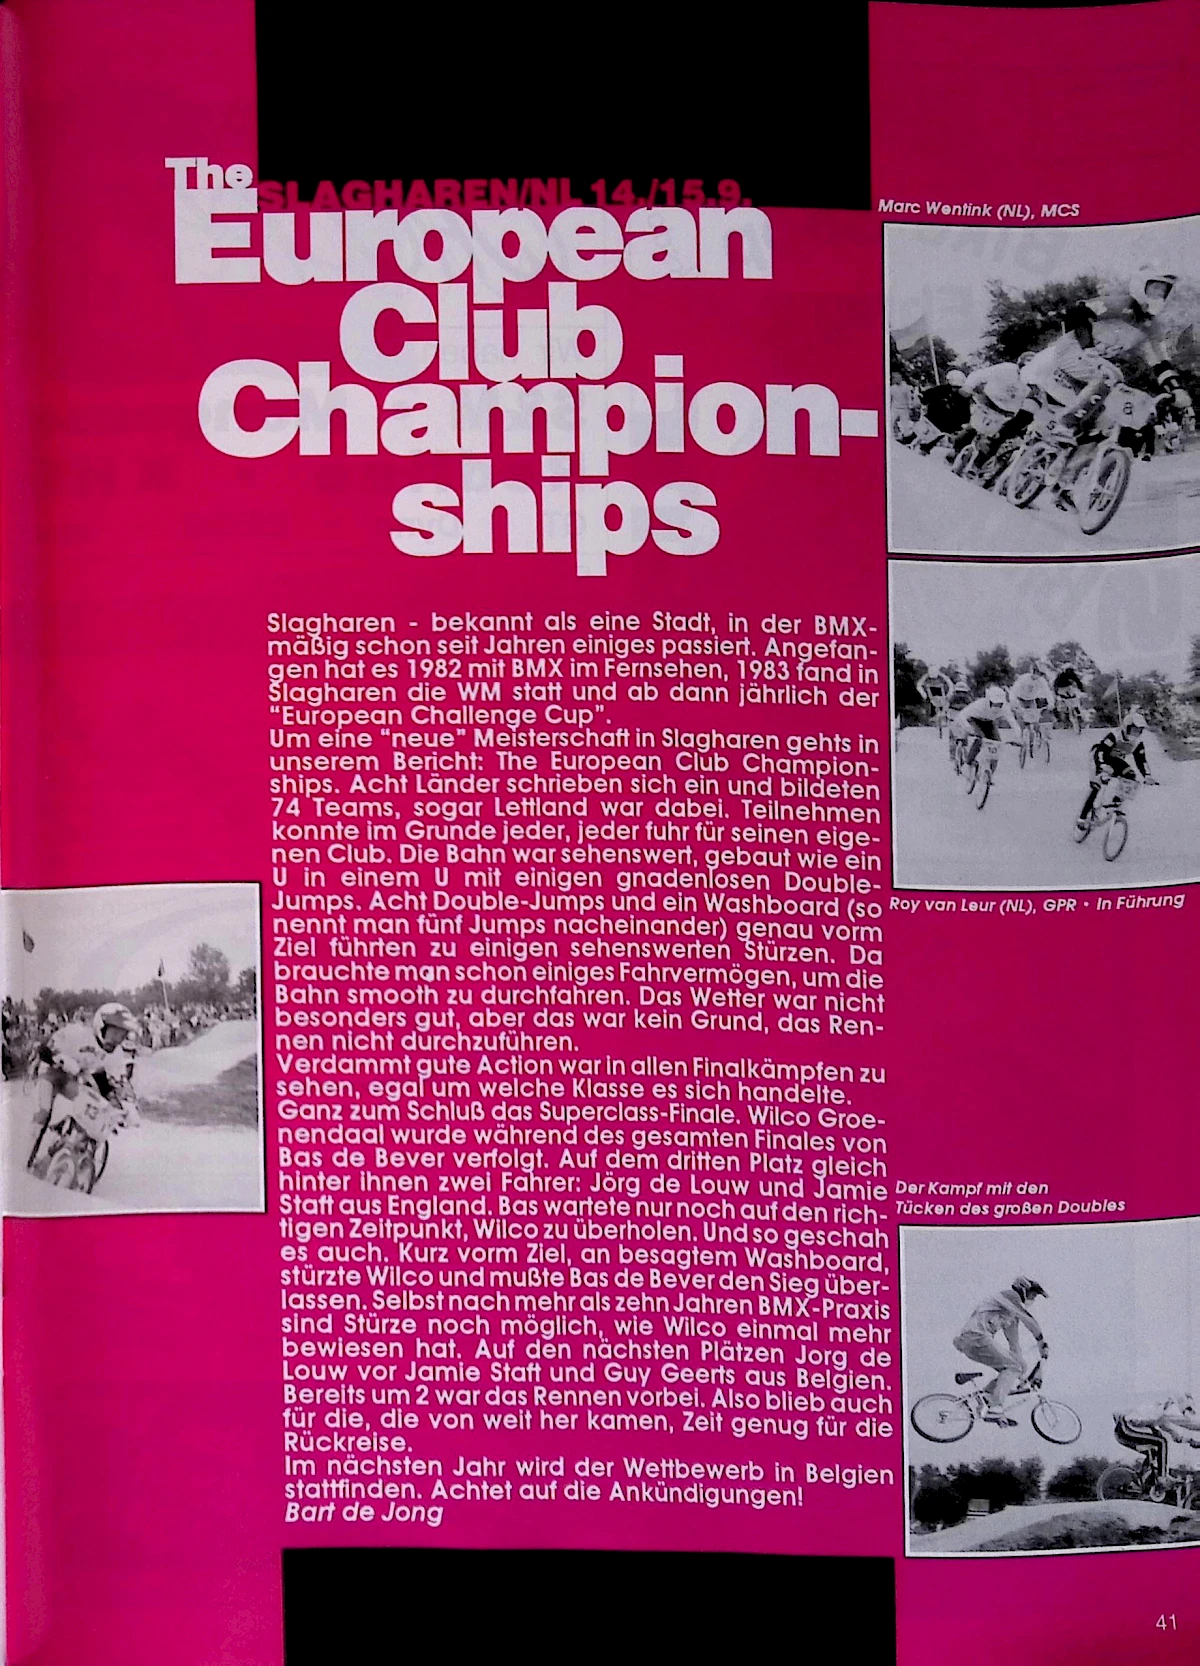 The
SLAGHAREN/NL 14./15.9.
European
Club
Champion-
ships
Marc Wentink (NL), MCS
Slagharen - bekannt als eine Stadt, in der BMX-
mäßig schon seit Jahren einiges passiert. Angefan-
gen hat es 1982 mit BMX im Fernsehen, 1983 fand in
Slagharen die WM statt und ab dann jährlich der
“European Challenge Cup”.
Um eine “neue” Meisterschaft in Slagharen gehts in
unserem Bericht: The European Club Champion-
ships. Acht Länder schrieben sich ein und bildeten
74 Teams, sogar Lettland war dabei. Teilnehmen
konnte im Grunde jeder, jeder fuhr für seinen eige-
nen Club. Die Bahn war sehenswert, gebaut wie ein
U in einem U mit einigen gnadenlosen Double-
Jumps. Acht Double-Jumps und ein Washboard (so
nennt man fünf Jumps nacheinander) genau vorm
Ziel führten zu einigen sehenswerten Stürzen. Da
brauchte man schon einiges Fahrvermögen, um die
Bahn smooth zu durchfahren. Das Wetter war nicht
besonders gut, aber das war kein Grund, das Ren-
nen nicht durchzuführen.
Verdammt gute Action war in allen Finalkämpfen zu
sehen, egal um welche Klasse es sich handelte.
Ganz zum Schluß das Superclass-Finale. Wilco Groe-
nendaal wurde während des gesamten Finales von
Bas de Bever verfolgt. Auf dem dritten Platz gleich
hinter ihnen zwei Fahrer: Jörg de Louw und Jamie
Staff aus England. Bas wartete nur noch auf den rich-
tigen Zeitpunkt, Wilco zu überholen. Und so geschah
es auch. Kurz vorm Ziel, an besagtem Washboard,
stürzte Wilco und mußte Bas de Bever den Sieg über-
lassen. Selbst nach mehr als zehn Jahren BMX-Praxis
sind Stürze noch möglich, wie Wilco einmal mehr
bewiesen hat. Auf den nächsten Plätzen Jorg de
Louw vor Jamie Staff und Guy Geerts aus Belgien.
Bereits um 2 war das Rennen vorbei. Also blieb auch
für die, die von weit her kamen, Zeit genug für die
Rückreise.
Im nächsten Jahr wird der Wettbewerb in Belgien
stattfinden. Achtet auf die Ankündigungen!
Bart de Jong
Roy van Leur (NL), GPR • In Führung
Der Kampf mit den
Tücken des großen Doubles
41